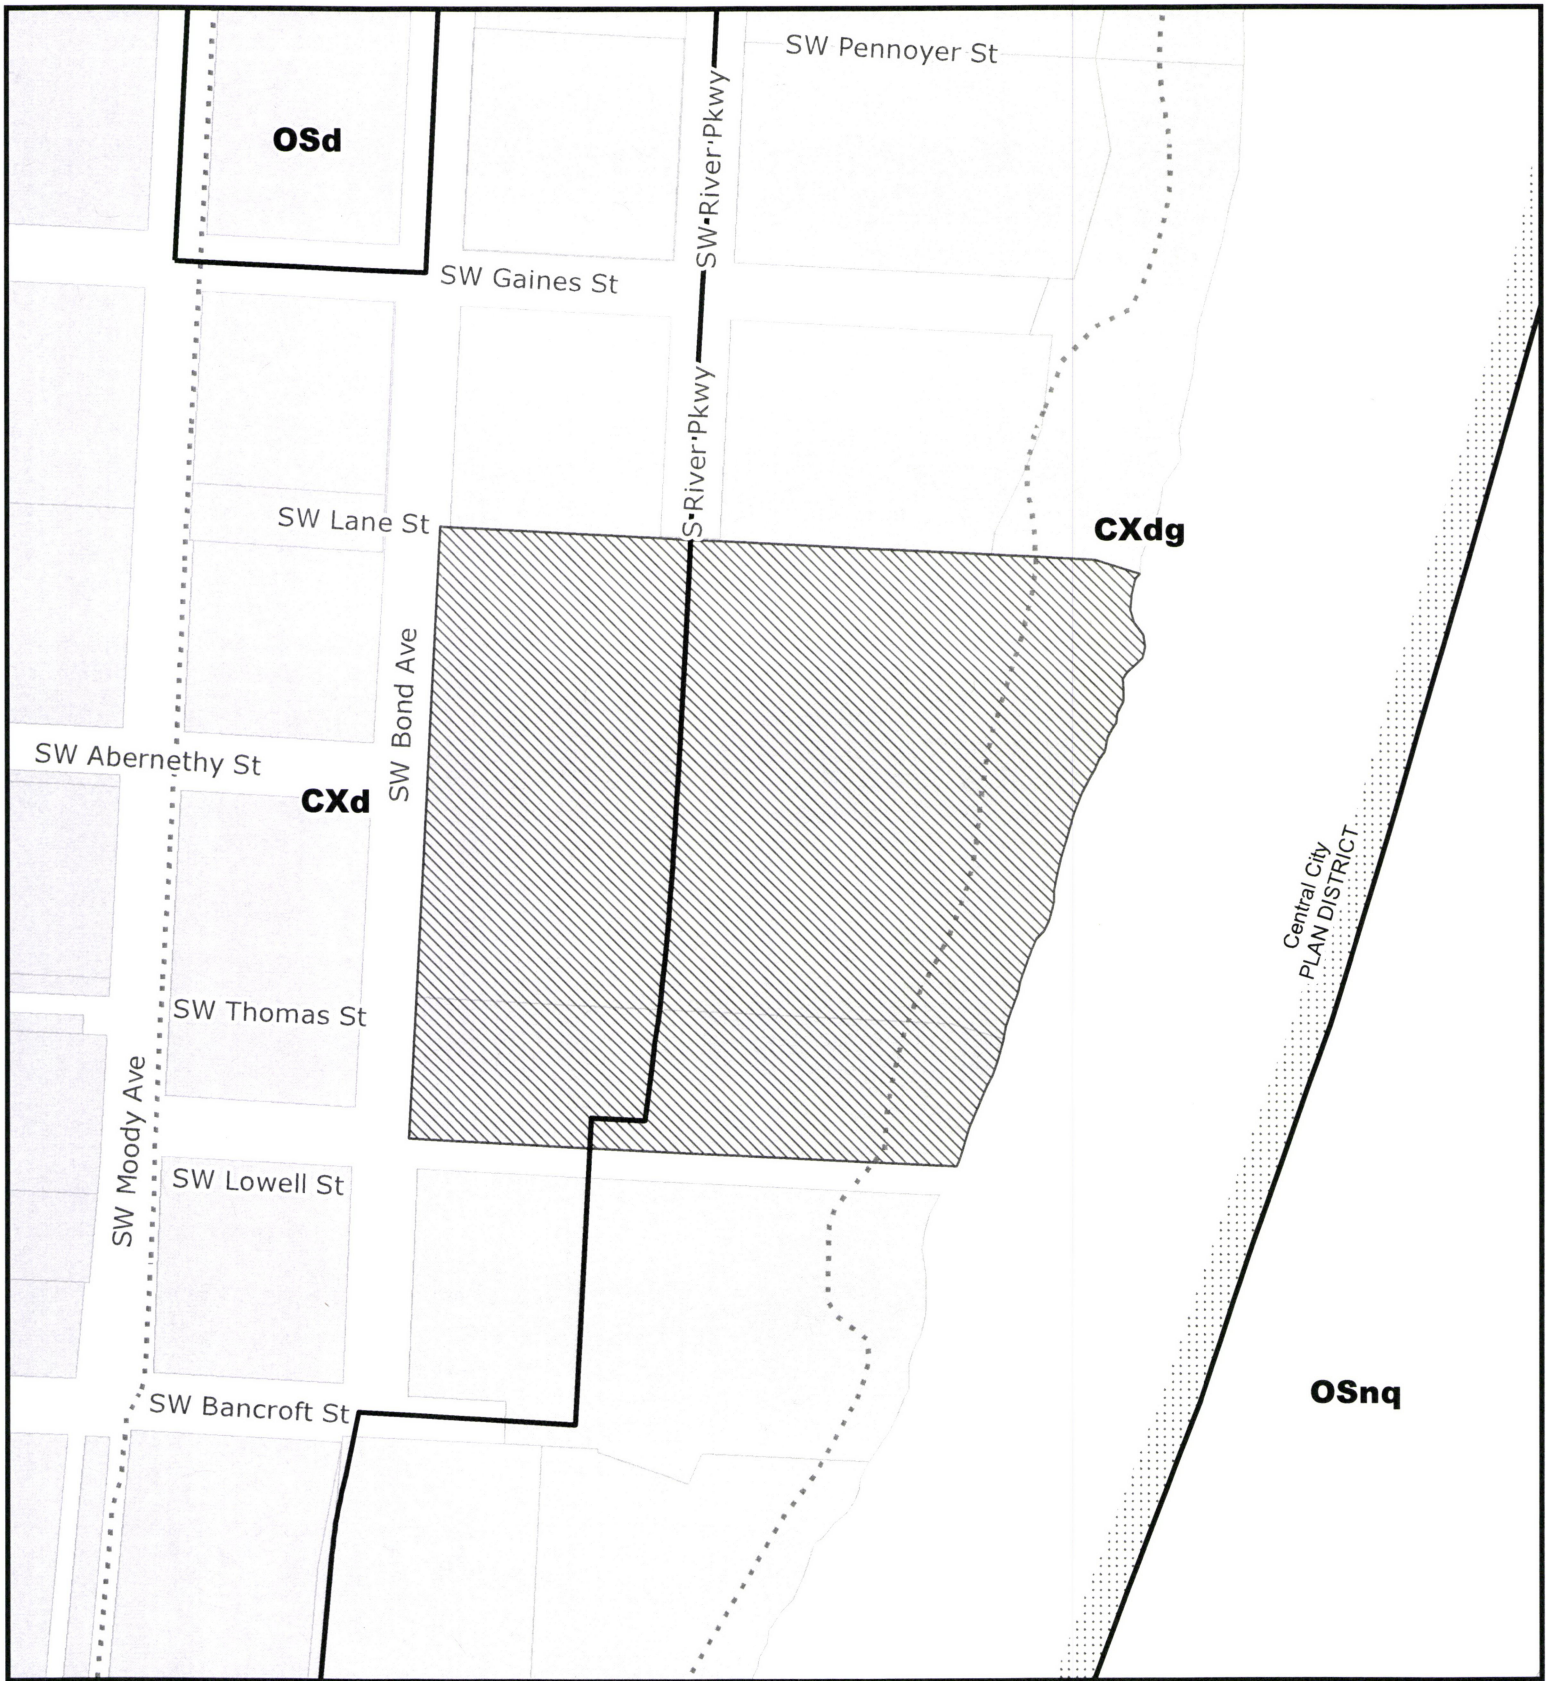 SW Pennoyer St
OSd
SW River Pkwy
SW Gaines St
S River Pkwy
SW Lane St
CXdg
SW Bond Ave
SW Abernethy St
CXd
Central City
PLAN DISTRICT
SW Thomas St
SW Moody Ave
SW Lowell St
OSnq
SW Bancroft St